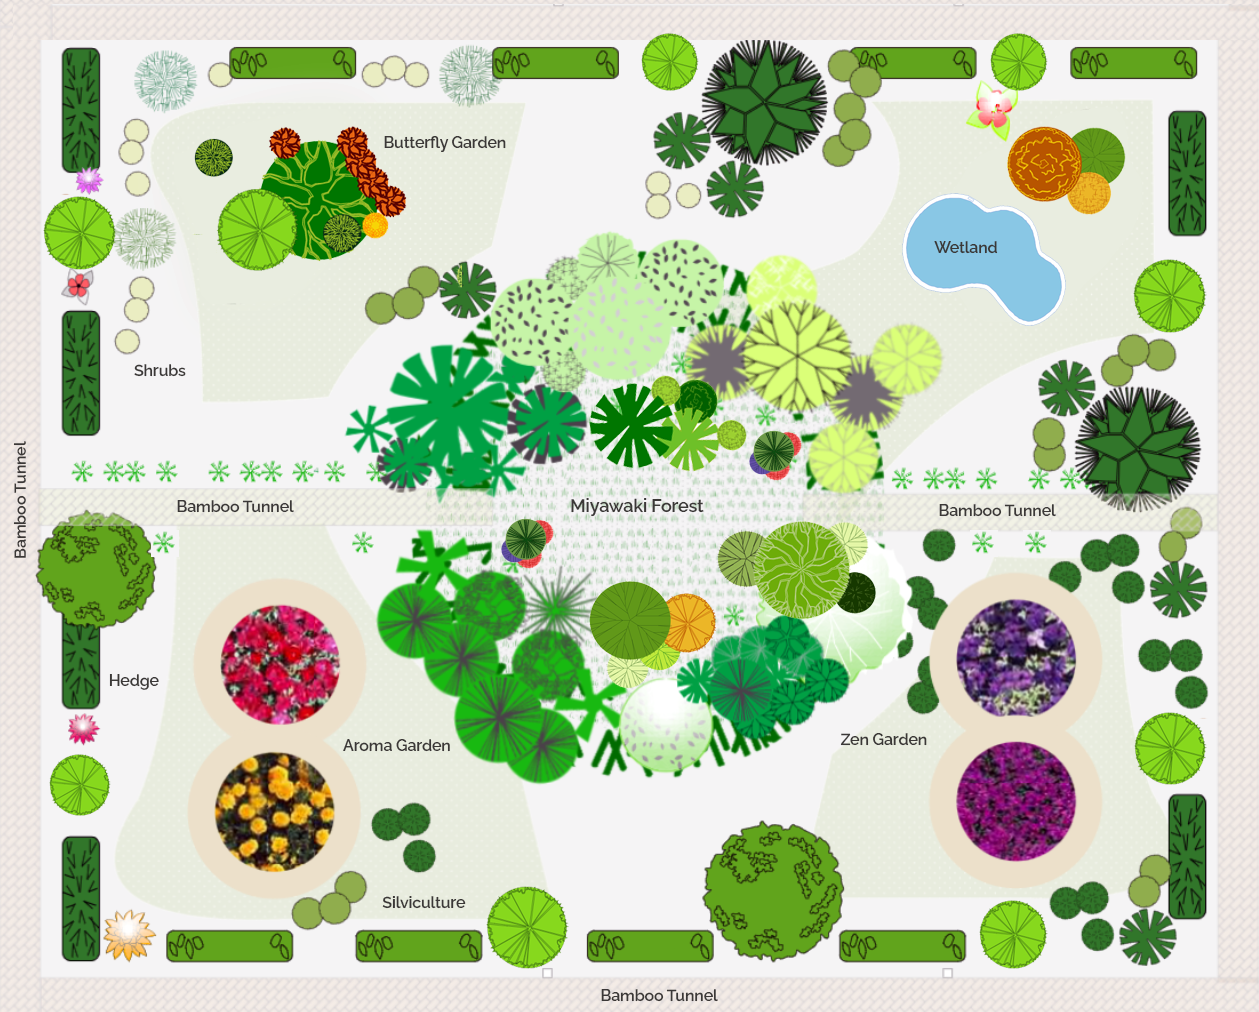 Butterfly Garden
Wetland
Shrubs
Bamboo Tunnel
Bamboo Tunnel
Miyawaki Forest
Bamboo Tunnel
Hedge
Aroma Garden
Zen Garden
Silviculture
Bamboo Tunnel